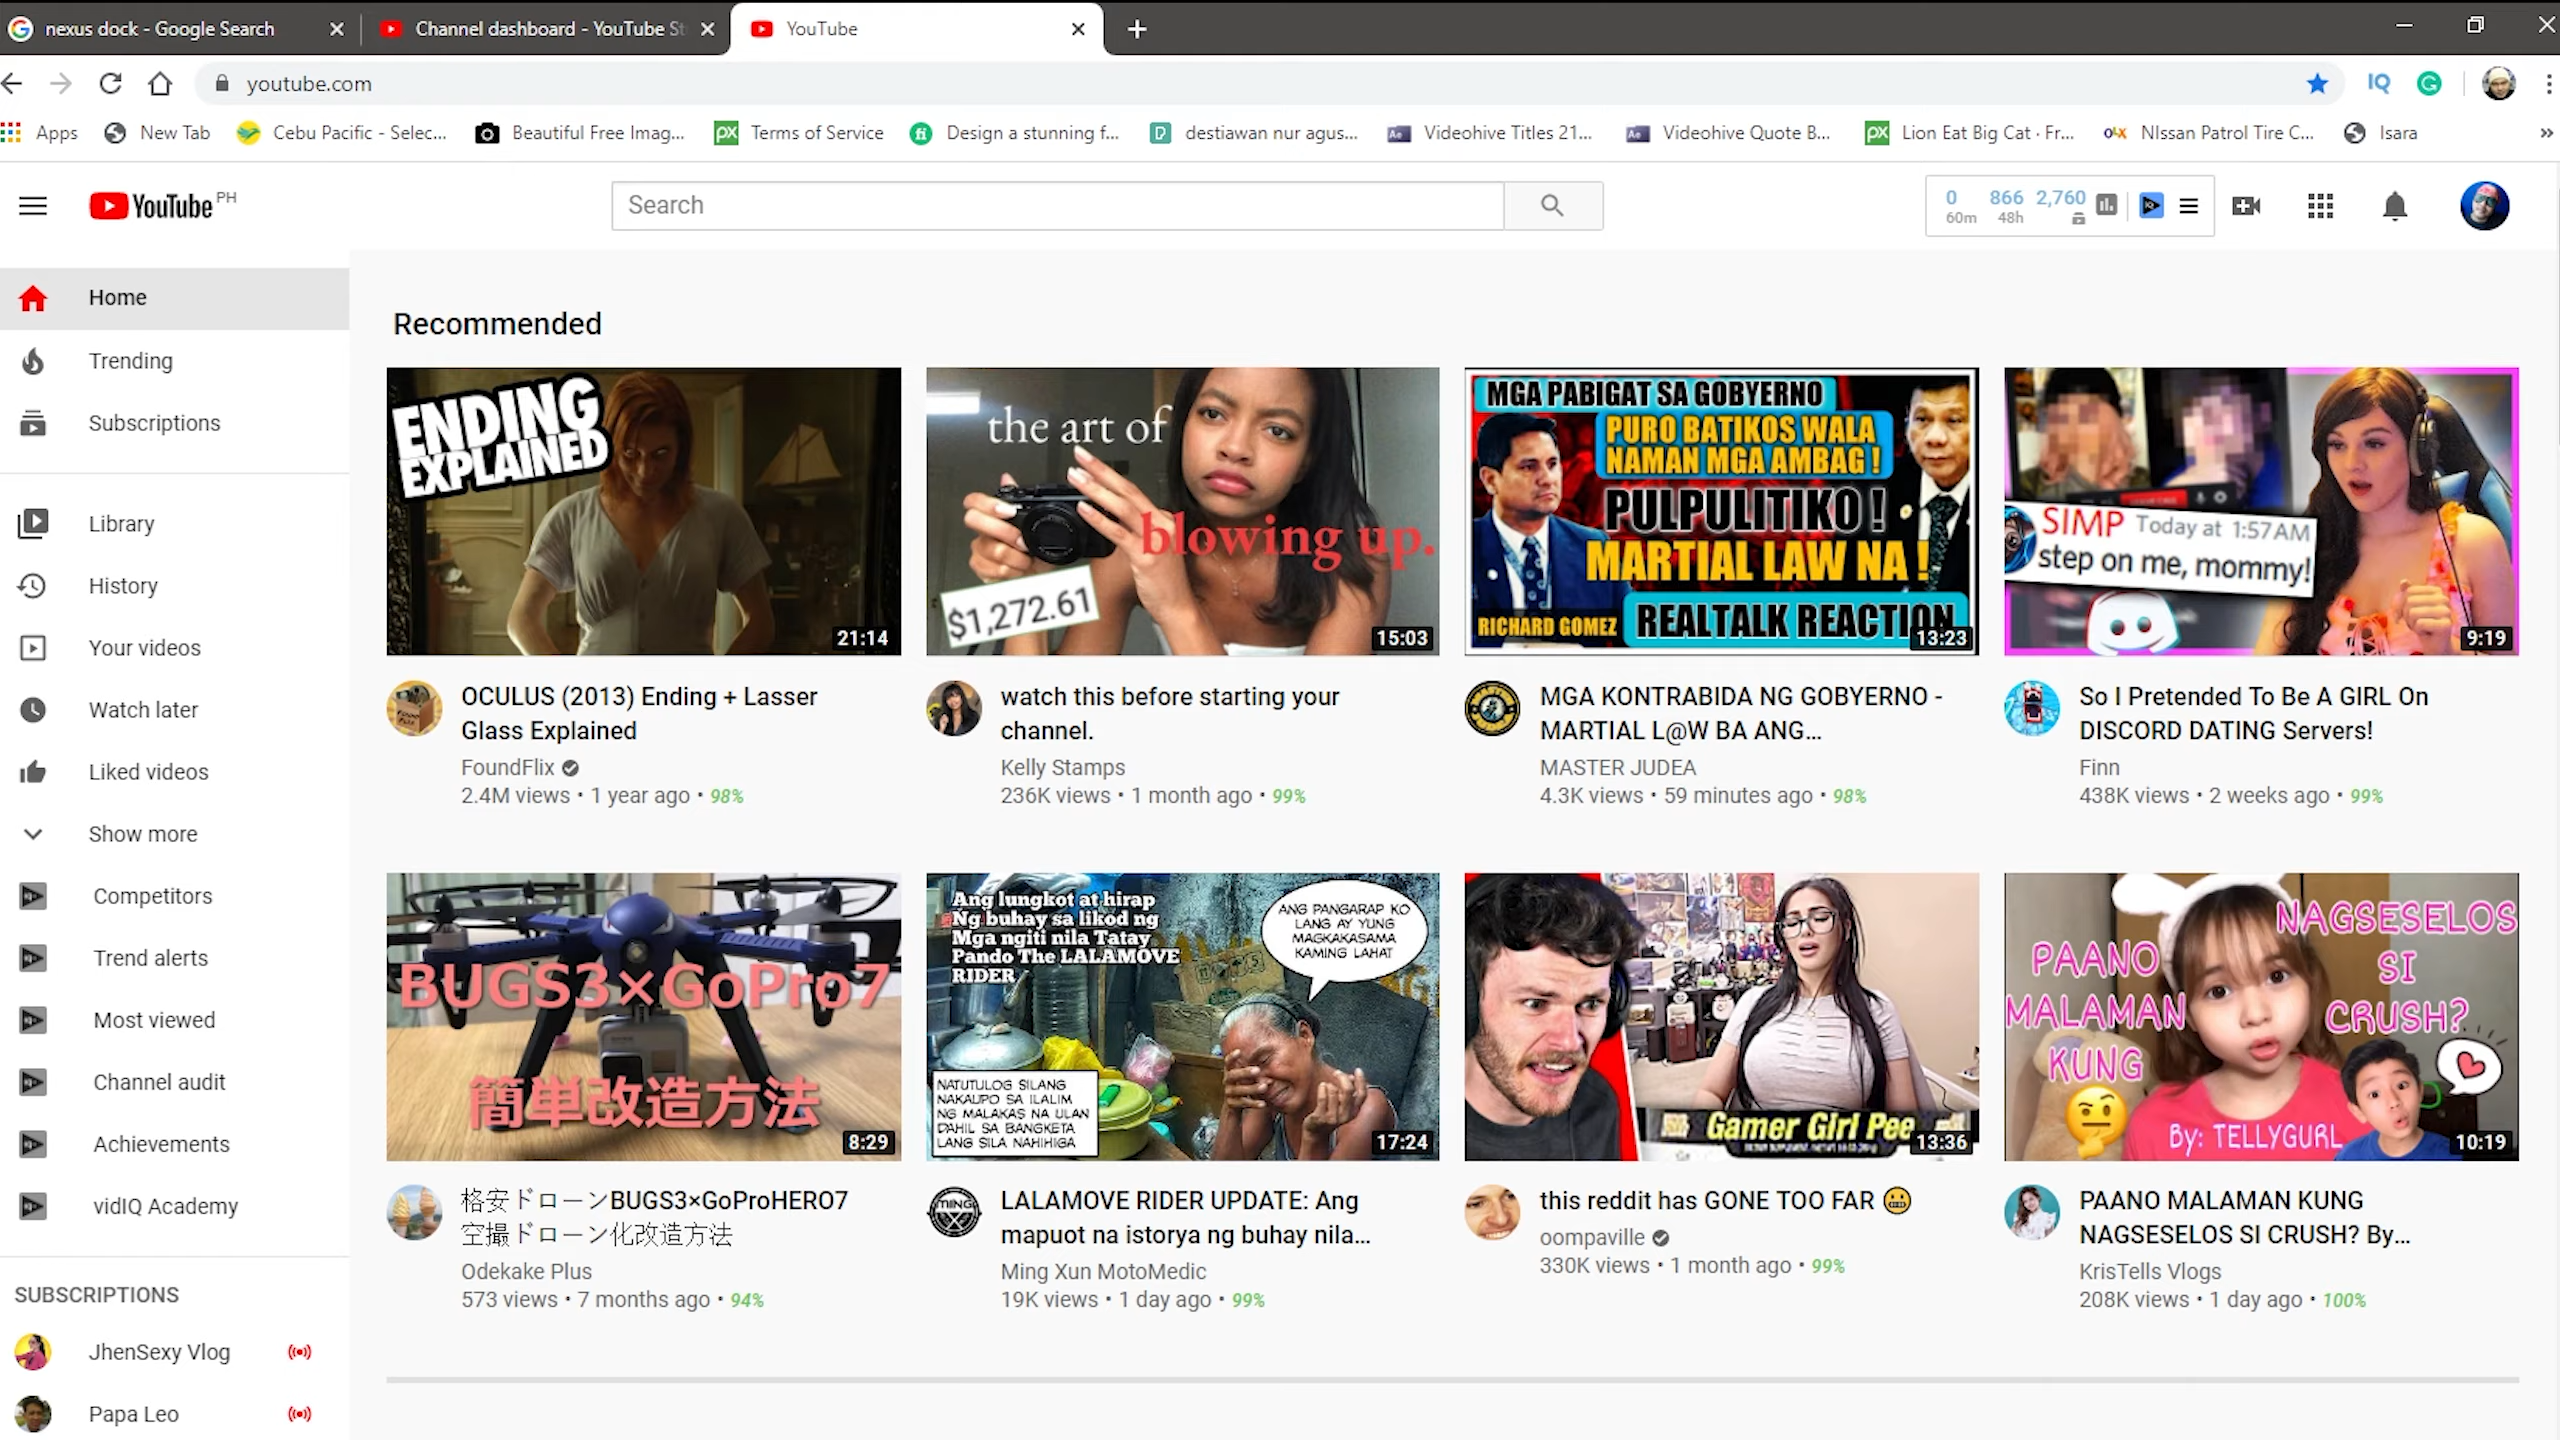 nexus dock - Google Search
Channel dashboard - YouTube St
YouTube
youtube.com
IQ
Apps
New Tab
Cebu Pacific - Selec...
Beautiful Free Imag...
Terms of Service
Design a stunning f...
destiawan nur agus...
Videohive Titles 21...
Videohive Quote B...
Lion Eat Big Cat · Fr...
NIssan Patrol Tire C...
Isara
YouTube PH
Search
0 866 2,760
60m 48h
Home
Trending
Subscriptions
Library
History
Your videos
Watch later
Liked videos
Show more
Competitors
Trend alerts
Most viewed
Channel audit
Achievements
vidIQ Academy
SUBSCRIPTIONS
JhenSexy Vlog
Papa Leo
Recommended
ENDING
EXPLAINED
21:14
OCULUS (2013) Ending + Lasser
Glass Explained
FoundFlix
2.4M views • 1 year ago • 98%
the art of
blowing up.
$1,272.61
15:03
watch this before starting your
channel.
Kelly Stamps
236K views • 1 month ago • 99%
MGA PABIGAT SA GOBYERNO
PURO BATIKOS WALA
NAMAN MGA AMBAG !
PULPULITIKO !
MARTIAL LAW NA !
RICHARD GOMEZ
REALTALK REACTION
13:23
MGA KONTRABIDA NG GOBYERNO -
MARTIAL L@W BA ANG...
MASTER JUDEA
4.3K views • 59 minutes ago • 98%
SIMP Today at 1:57AM
step on me, mommy!
9:19
So I Pretended To Be A GIRL On
DISCORD DATING Servers!
Finn
438K views • 2 weeks ago • 99%
BUGS3×GoPro7
簡単改造方法
8:29
格安ドローンBUGS3×GoProHERO7
空撮ドローン化改造方法
Odekake Plus
573 views • 7 months ago • 94%
Ang lungkot at hirap
Ng buhay sa likod ng
Mga ngiti nila Tatay
Pando The LALAMOVE
RIDER
ANG PANGARAP KO
LANG AY YUNG
MAGKAKASAMA
KAMING LAHAT
NATUTULOG SILANG
NAKAUPO SA ILALIM
NG MALAKAS NA ULAN
DAHIL SA BANGKETA
LANG SILA NAHIHIGA
17:24
MING
LALAMOVE RIDER UPDATE: Ang
mapuot na istorya ng buhay nila...
Ming Xun MotoMedic
19K views • 1 day ago • 99%
Gamer Girl Pee
13:36
this reddit has GONE TOO FAR 😬
oompaville
330K views • 1 month ago • 99%
PAANO
MALAMAN
KUNG
NAGSESELOS
SI
CRUSH?
By: TELLYGURL
10:19
PAANO MALAMAN KUNG
NAGSESELOS SI CRUSH? By...
KrisTells Vlogs
208K views • 1 day ago • 100%